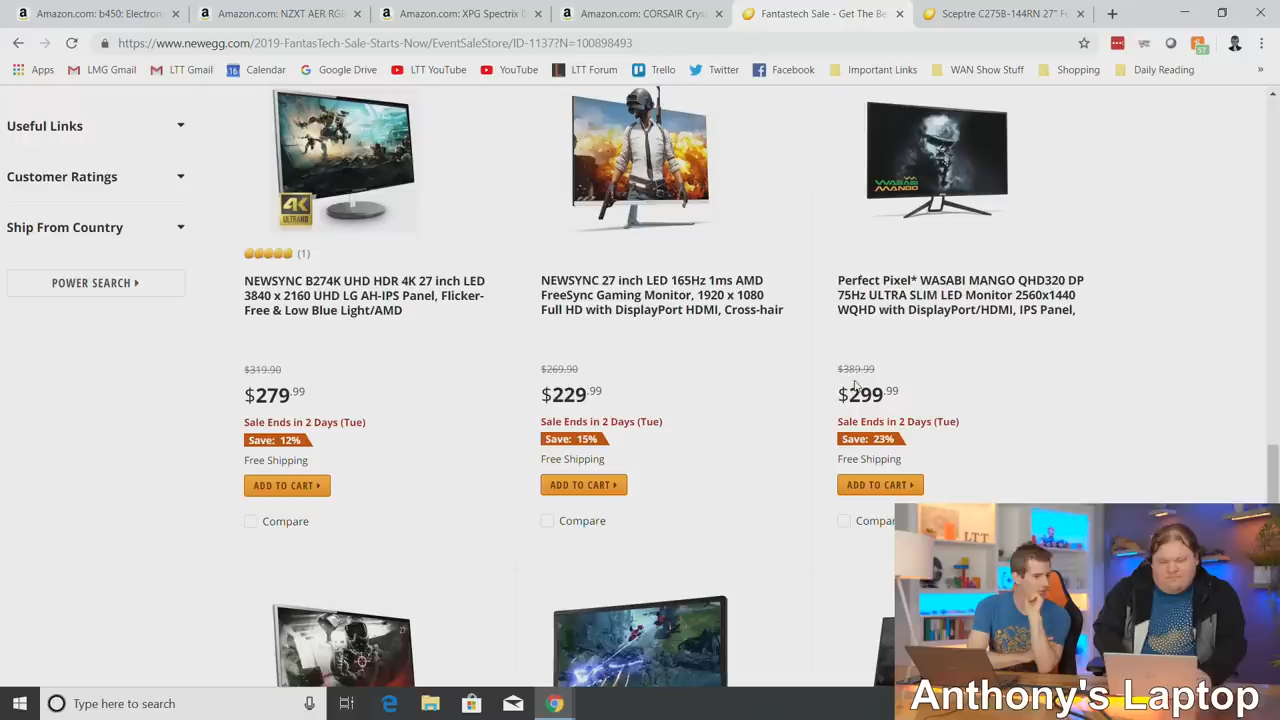 Amazon.com: b450: Electron
Amazon.com: NZXT AER RGB
Amazon.com: XPG Spectrix D
Amazon.com: CORSAIR Crys
Fantastech Sale - Get The Be
Sceptre C275B-144RN 27" F
https://www.newegg.com/2019-FantasTech-Sale-Starts-Now/EventSaleStore/ID-1137?N=100898493
57
Apps
LMG Gmail
LTT Gmail
16
Calendar
Google Drive
LTT YouTube
YouTube
LTT Forum
Trello
Twitter
Facebook
Important Links
WAN Show Stuff
Shopping
Daily Reading
Useful Links
Customer Ratings
Ship From Country
POWER SEARCH
4K
ULTRAHD
WASABI
MANGO
(1)
NEWSYNC B274K UHD HDR 4K 27 inch LED
3840 x 2160 UHD LG AH-IPS Panel, Flicker-
Free & Low Blue Light/AMD
$319.90
$279.99
Sale Ends in 2 Days (Tue)
Save: 12%
Free Shipping
ADD TO CART
Compare
NEWSYNC 27 inch LED 165Hz 1ms AMD
FreeSync Gaming Monitor, 1920 x 1080
Full HD with DisplayPort HDMI, Cross-hair
$269.90
$229.99
Sale Ends in 2 Days (Tue)
Save: 15%
Free Shipping
ADD TO CART
Compare
Perfect Pixel* WASABI MANGO QHD320 DP
75Hz ULTRA SLIM LED Monitor 2560x1440
WQHD with DisplayPort/HDMI, IPS Panel,
$389.99
$299.99
Sale Ends in 2 Days (Tue)
Save: 23%
Free Shipping
ADD TO CART
Compar
LTT
Anthony's Laptop
Type here to search